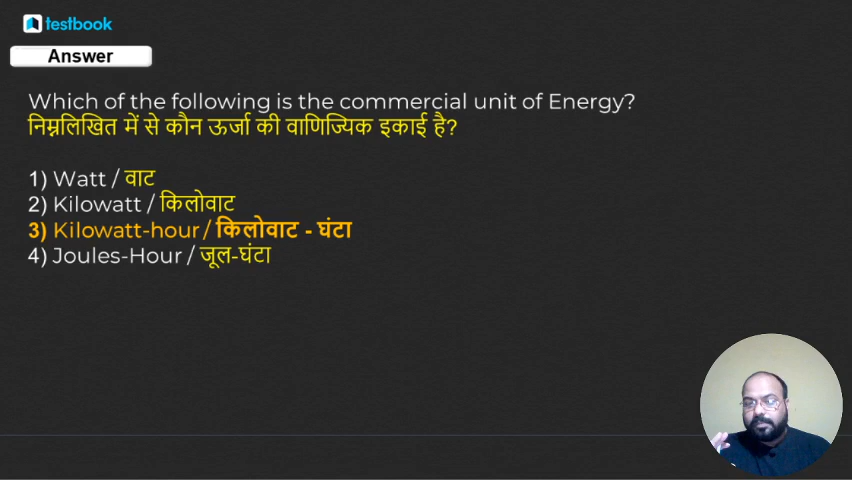 testbook
Answer
Which of the following is the commercial unit of Energy?
निम्नलिखित में से कौन ऊर्जा की वाणिज्यिक इकाई है?
1) Watt / वाट
2) Kilowatt / किलोवाट
3) Kilowatt-hour / किलोवाट - घंटा
4) Joules-Hour / जूल-घंटा